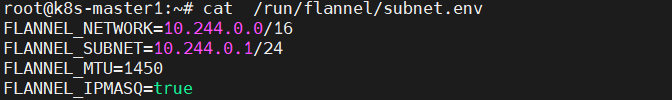 root@k8s-master1:~# cat  /run/flannel/subnet.env
FLANNEL_NETWORK=10.244.0.0/16
FLANNEL_SUBNET=10.244.0.1/24
FLANNEL_MTU=1450
FLANNEL_IPMASQ=true